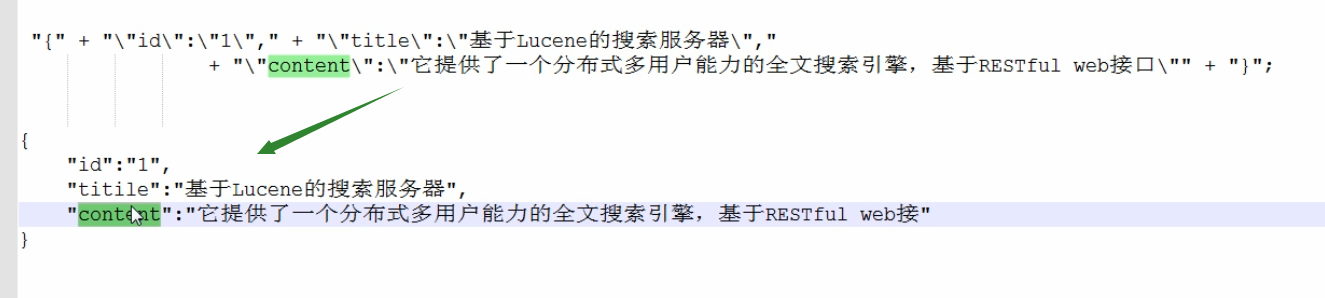 "{" + "\"id\":\"1\"," + "\"title\":\"基于Lucene的搜索服务器\","
+ "\"content\":\"它提供了一个分布式多用户能力的全文搜索引擎，基于RESTful web接口\"" + "}";
{
"id":"1",
"titile":"基于Lucene的搜索服务器",
"content":"它提供了一个分布式多用户能力的全文搜索引擎，基于RESTful web接"
}